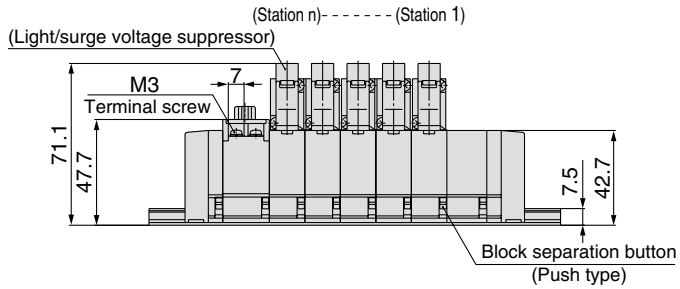 (Station n)------(Station 1)
(Light/surge voltage suppressor)
7
M3
Terminal screw
71.1
47.7
7.5
42.7
Block separation button
(Push type)